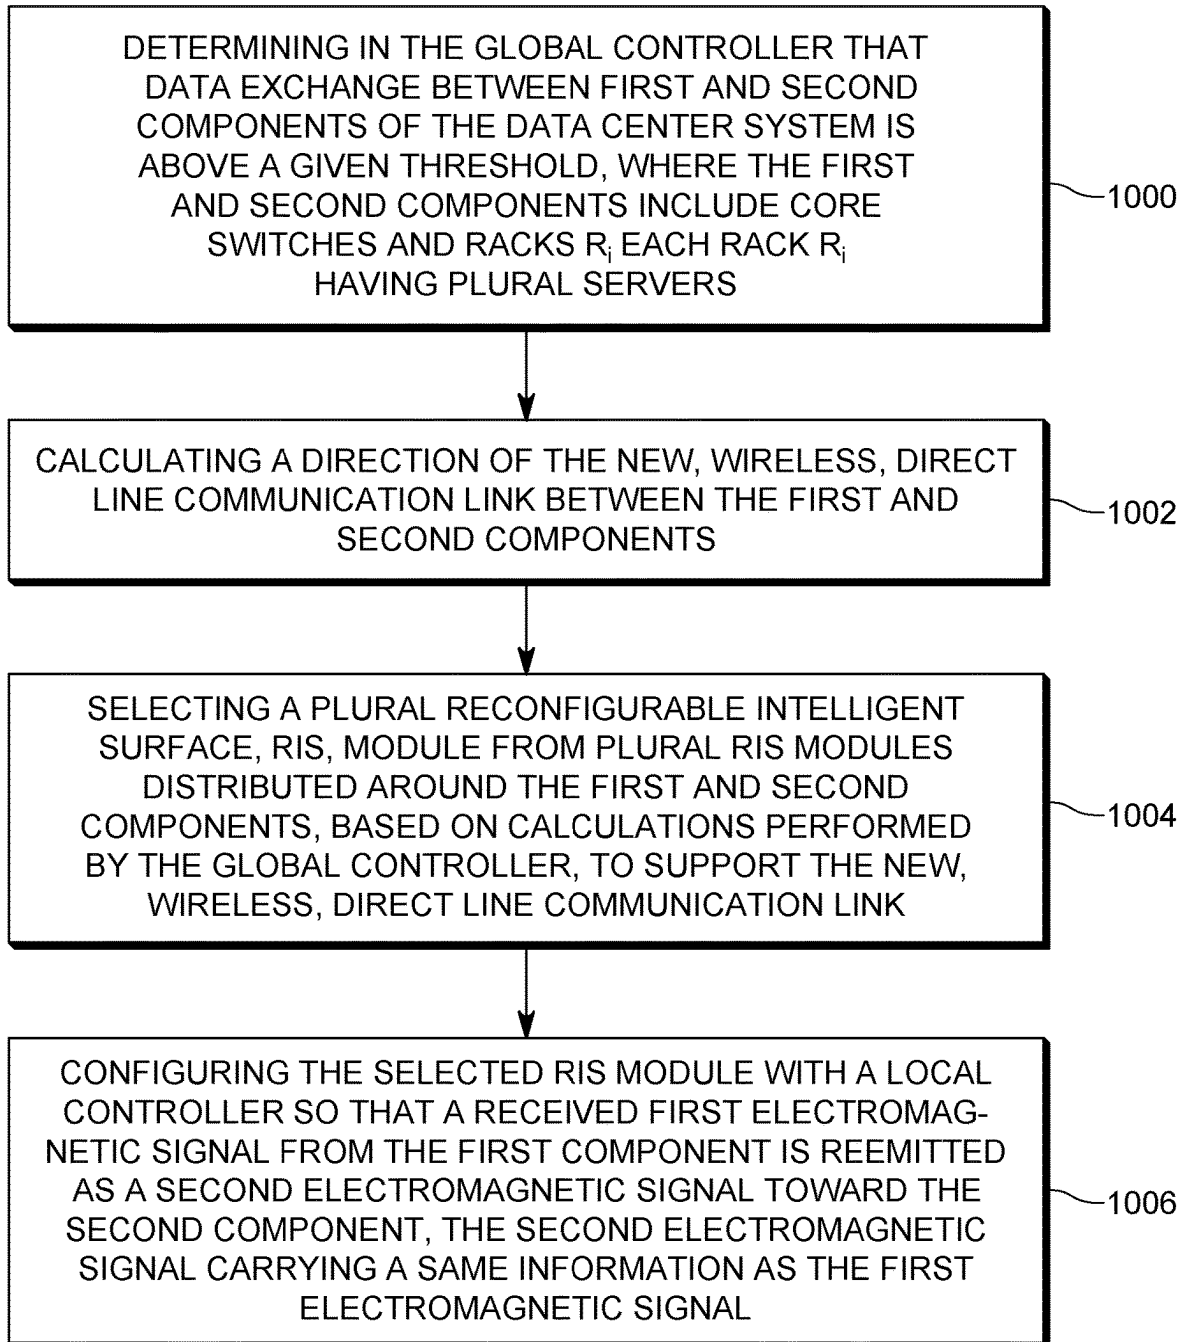 DETERMINING IN THE GLOBAL CONTROLLER THAT
DATA EXCHANGE BETWEEN FIRST AND SECOND
COMPONENTS OF THE DATA CENTER SYSTEM IS
ABOVE A GIVEN THRESHOLD, WHERE THE FIRST
AND SECOND COMPONENTS INCLUDE CORE
SWITCHES AND RACKS Ri EACH RACK Ri
HAVING PLURAL SERVERS
1000
CALCULATING A DIRECTION OF THE NEW, WIRELESS, DIRECT
LINE COMMUNICATION LINK BETWEEN THE FIRST AND
SECOND COMPONENTS
1002
SELECTING A PLURAL RECONFIGURABLE INTELLIGENT
SURFACE, RIS, MODULE FROM PLURAL RIS MODULES
DISTRIBUTED AROUND THE FIRST AND SECOND
COMPONENTS, BASED ON CALCULATIONS PERFORMED
BY THE GLOBAL CONTROLLER, TO SUPPORT THE NEW,
WIRELESS, DIRECT LINE COMMUNICATION LINK
1004
CONFIGURING THE SELECTED RIS MODULE WITH A LOCAL
CONTROLLER SO THAT A RECEIVED FIRST ELECTROMAG-
NETIC SIGNAL FROM THE FIRST COMPONENT IS REEMITTED
AS A SECOND ELECTROMAGNETIC SIGNAL TOWARD THE
SECOND COMPONENT, THE SECOND ELECTROMAGNETIC
SIGNAL CARRYING A SAME INFORMATION AS THE FIRST
ELECTROMAGNETIC SIGNAL
1006